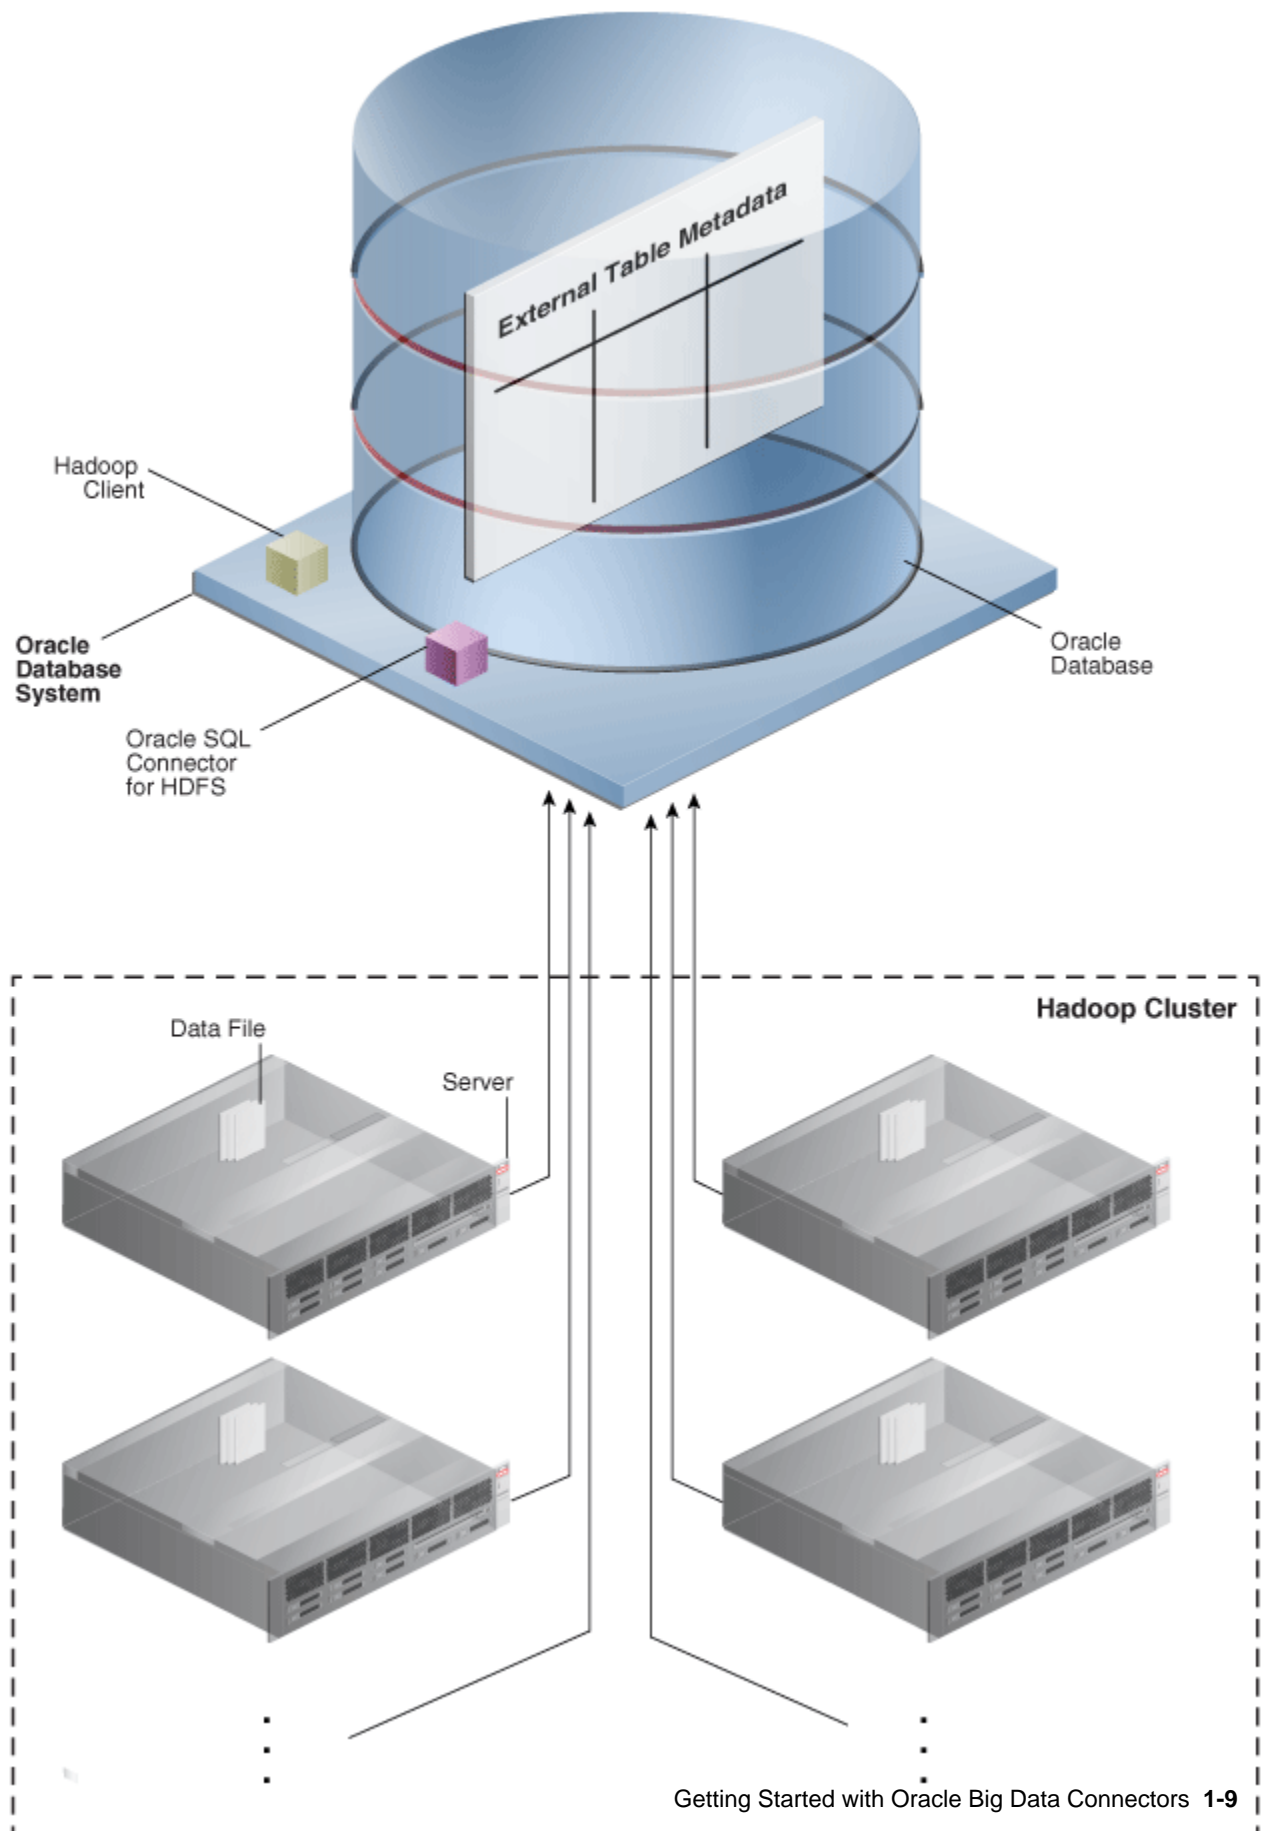 External Table Metadata
Hadoop
Client
Oracle
Database
System
Oracle
Database
Oracle SQL
Connector
for HDFS
Hadoop Cluster
Data File
Server
Getting Started with Oracle Big Data Connectors 1-9